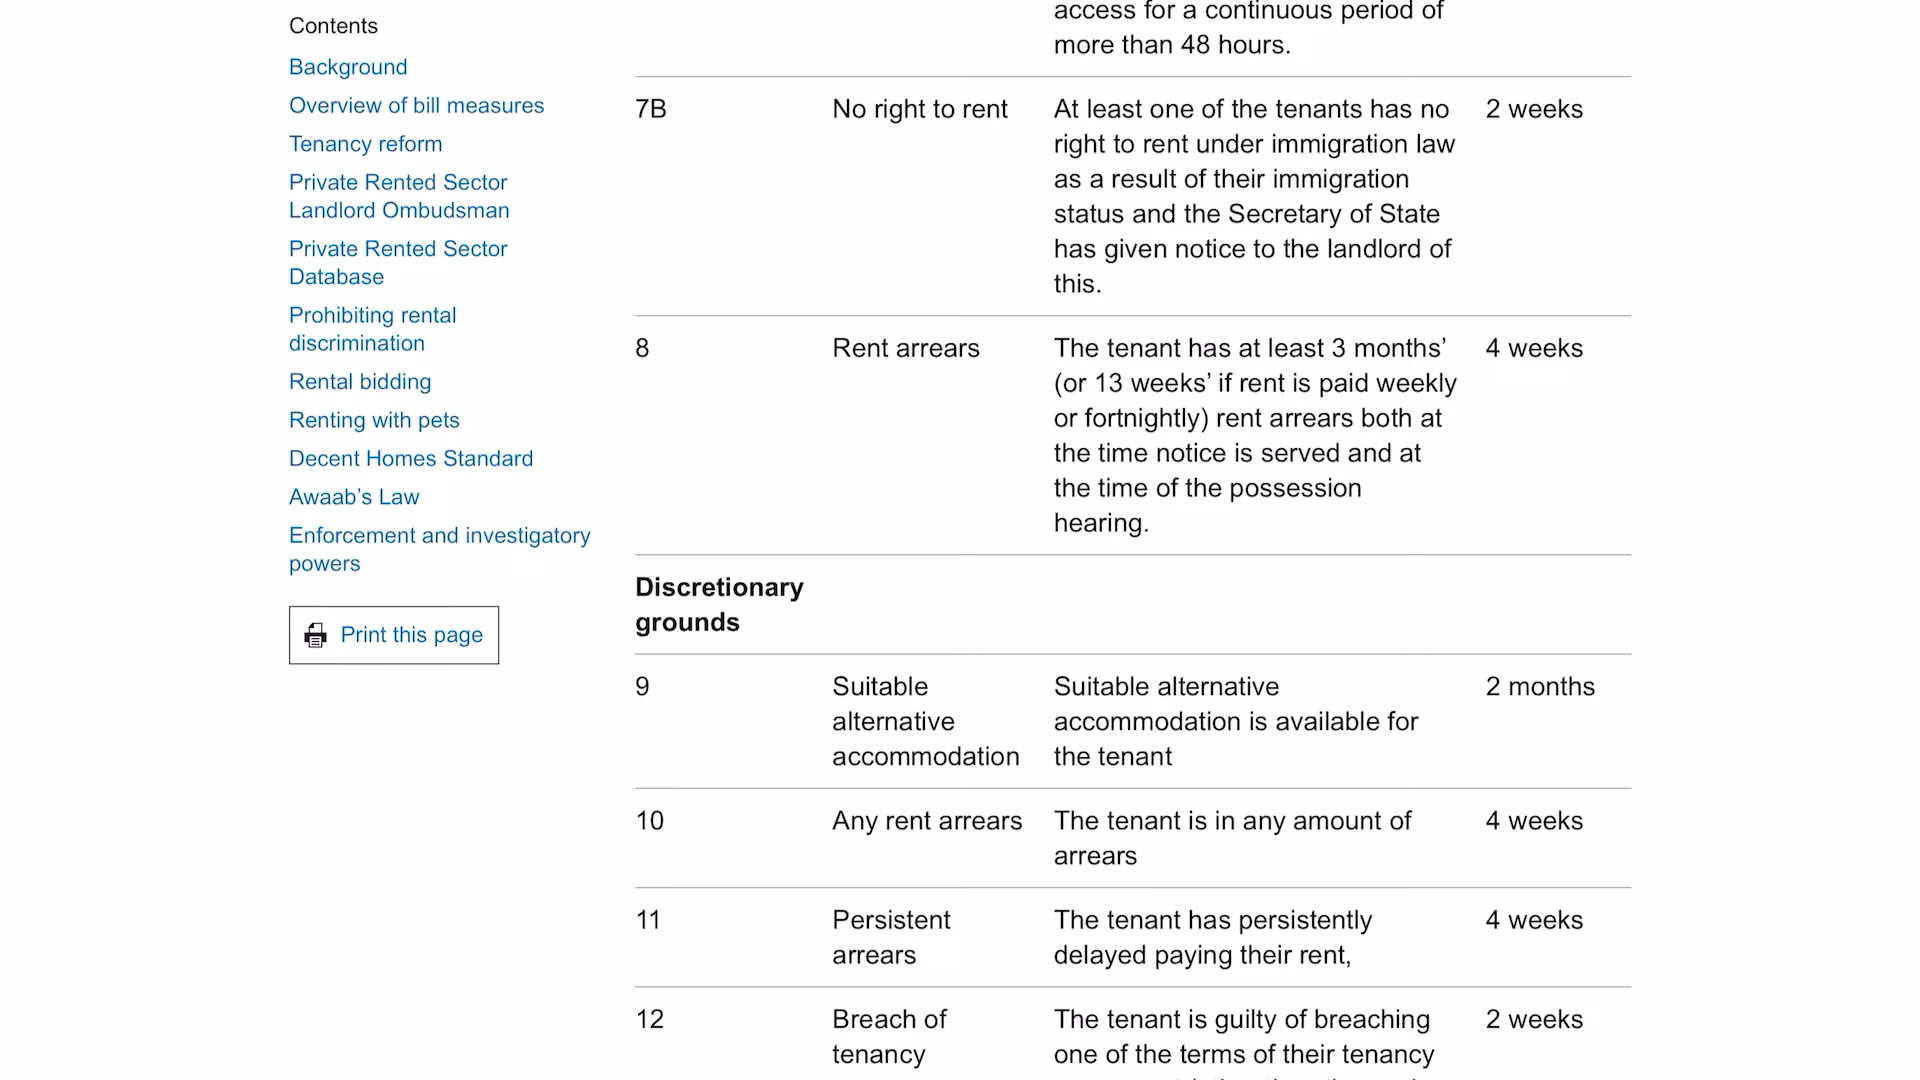 Contents
Background
Overview of bill measures
Tenancy reform
Private Rented Sector
Landlord Ombudsman
Private Rented Sector
Database
Prohibiting rental
discrimination
Rental bidding
Renting with pets
Decent Homes Standard
Awaab’s Law
Enforcement and investigatory
powers
Print this page
access for a continuous period of
more than 48 hours.
7B
No right to rent
At least one of the tenants has no
right to rent under immigration law
as a result of their immigration
status and the Secretary of State
has given notice to the landlord of
this.
2 weeks
8
Rent arrears
The tenant has at least 3 months’
(or 13 weeks’ if rent is paid weekly
or fortnightly) rent arrears both at
the time notice is served and at
the time of the possession
hearing.
4 weeks
Discretionary
grounds
9
Suitable
alternative
accommodation
Suitable alternative
accommodation is available for
the tenant
2 months
10
Any rent arrears
The tenant is in any amount of
arrears
4 weeks
11
Persistent
arrears
The tenant has persistently
delayed paying their rent,
4 weeks
12
Breach of
tenancy
The tenant is guilty of breaching
one of the terms of their tenancy
2 weeks